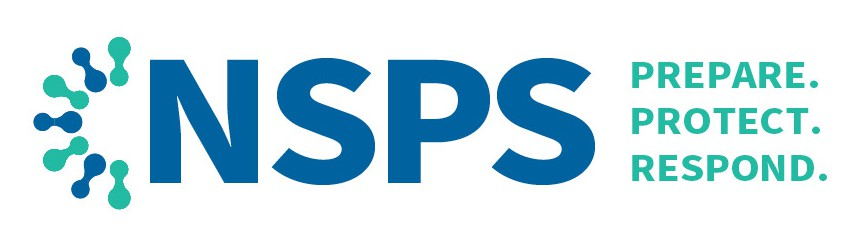 NSPS
PREPARE.
PROTECT.
RESPOND.